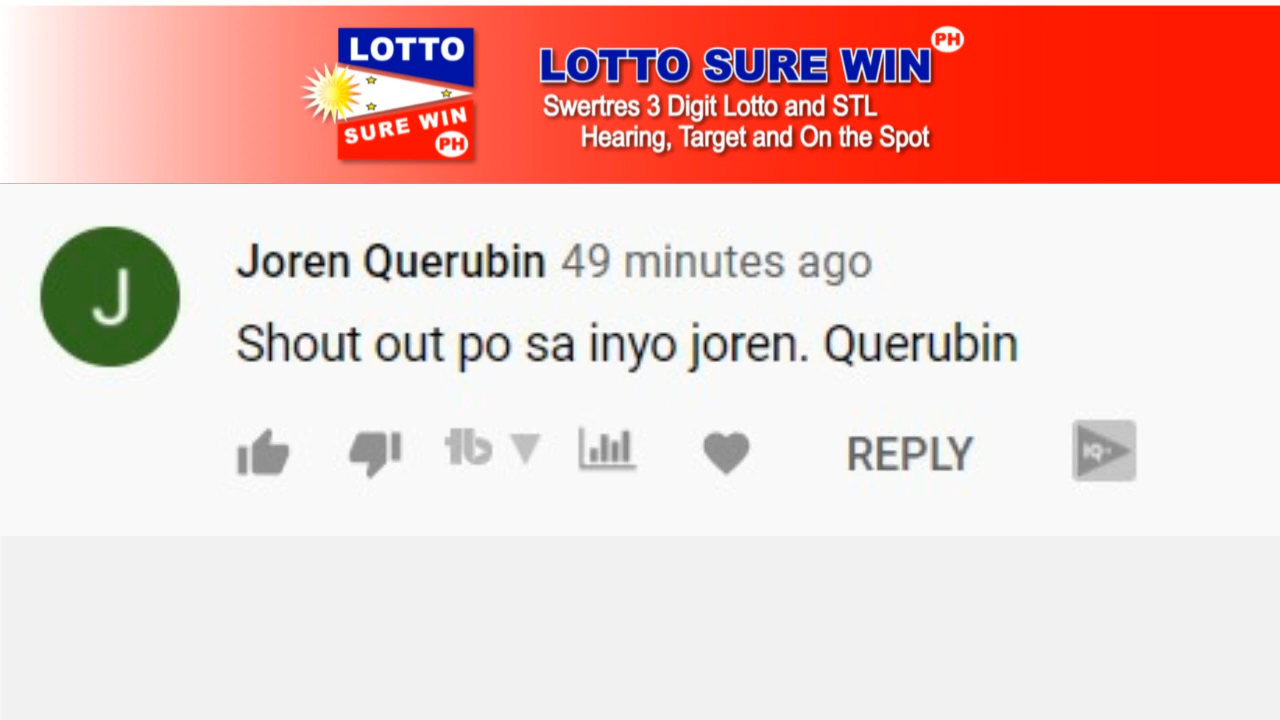 LOTTO
SURE WIN
PH
LOTTO SURE WIN PH
Swertres 3 Digit Lotto and STL
Hearing, Target and On the Spot
J
Joren Querubin 49 minutes ago
Shout out po sa inyo joren. Querubin
REPLY